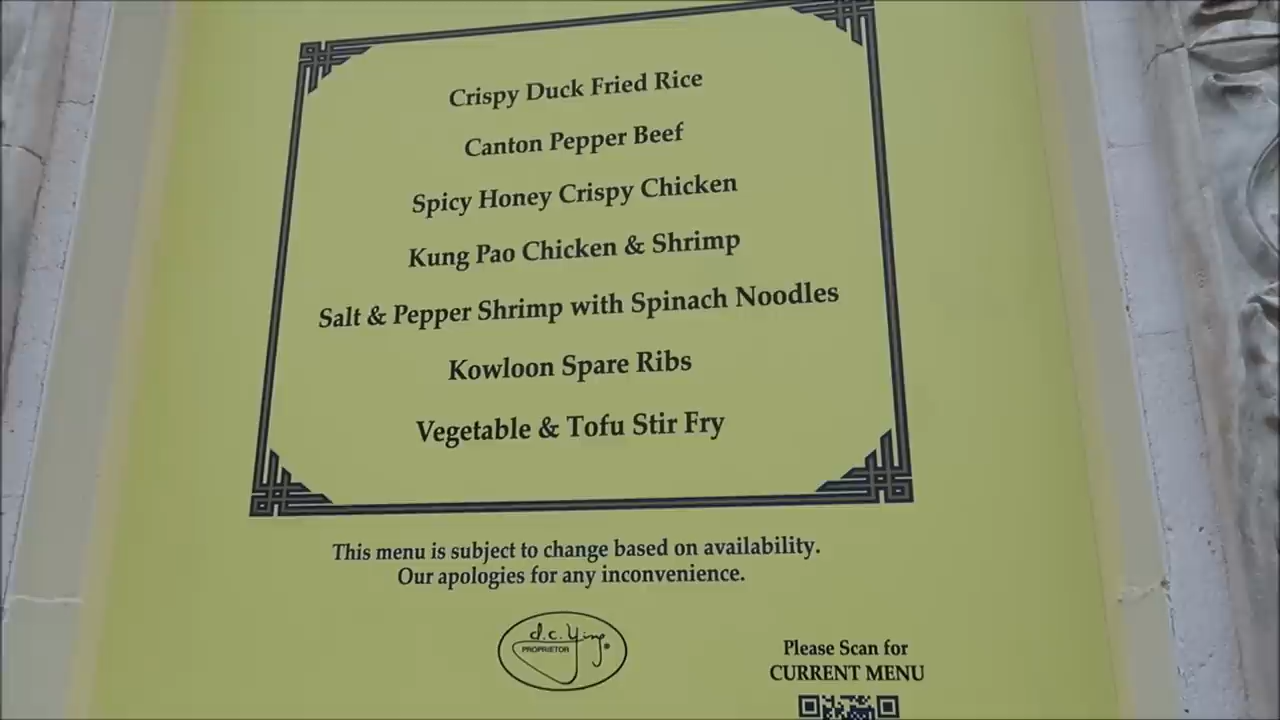 Crispy Duck Fried Rice
Canton Pepper Beef
Spicy Honey Crispy Chicken
Kung Pao Chicken & Shrimp
Salt & Pepper Shrimp with Spinach Noodles
Kowloon Spare Ribs
Vegetable & Tofu Stir Fry
This menu is subject to change based on availability.
Our apologies for any inconvenience.
d.c. Ying
PROPRIETOR
Please Scan for
CURRENT MENU